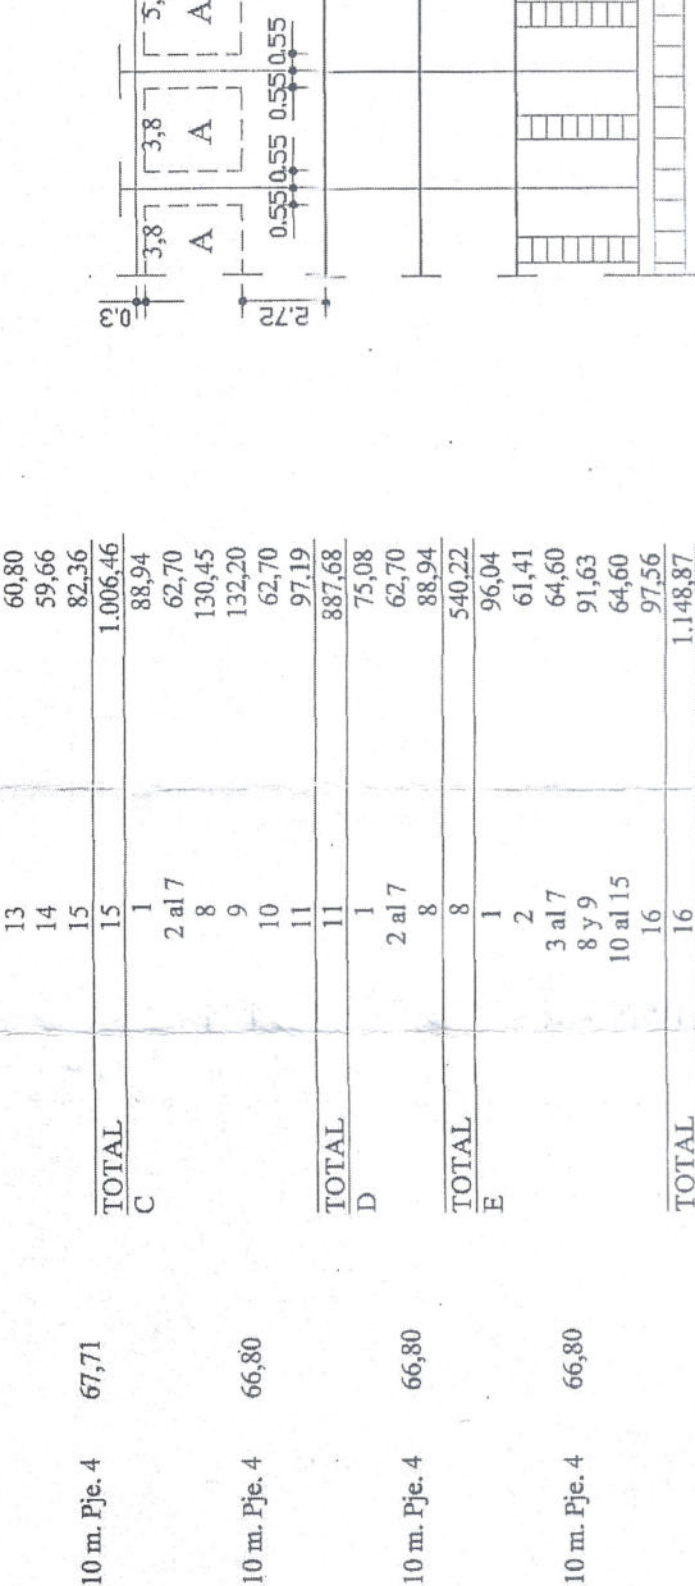 13 60,80
14 59,66
10 m. Pje. 4 67,71 15 82,36
TOTAL 15 1.006,46
C 1 88,94
2 al 7 62,70
8 130,45
9 132,20
10 m. Pje. 4 66,80 10 62,70
11 97,19
TOTAL 11 887,68
D 1 75,08
2 al 7 62,70
10 m. Pje. 4 66,80 8 88,94
TOTAL 8 540,22
E 1 96,04
2 61,41
3 al 7 64,60
10 m. Pje. 4 66,80 8 y 9 91,63
10 al 15 64,60
16 97,56
TOTAL 16 1.148,87
0.3
3,8
3,8
5,
A
A
A
2.72
0.55
0.55
0.55
0.55